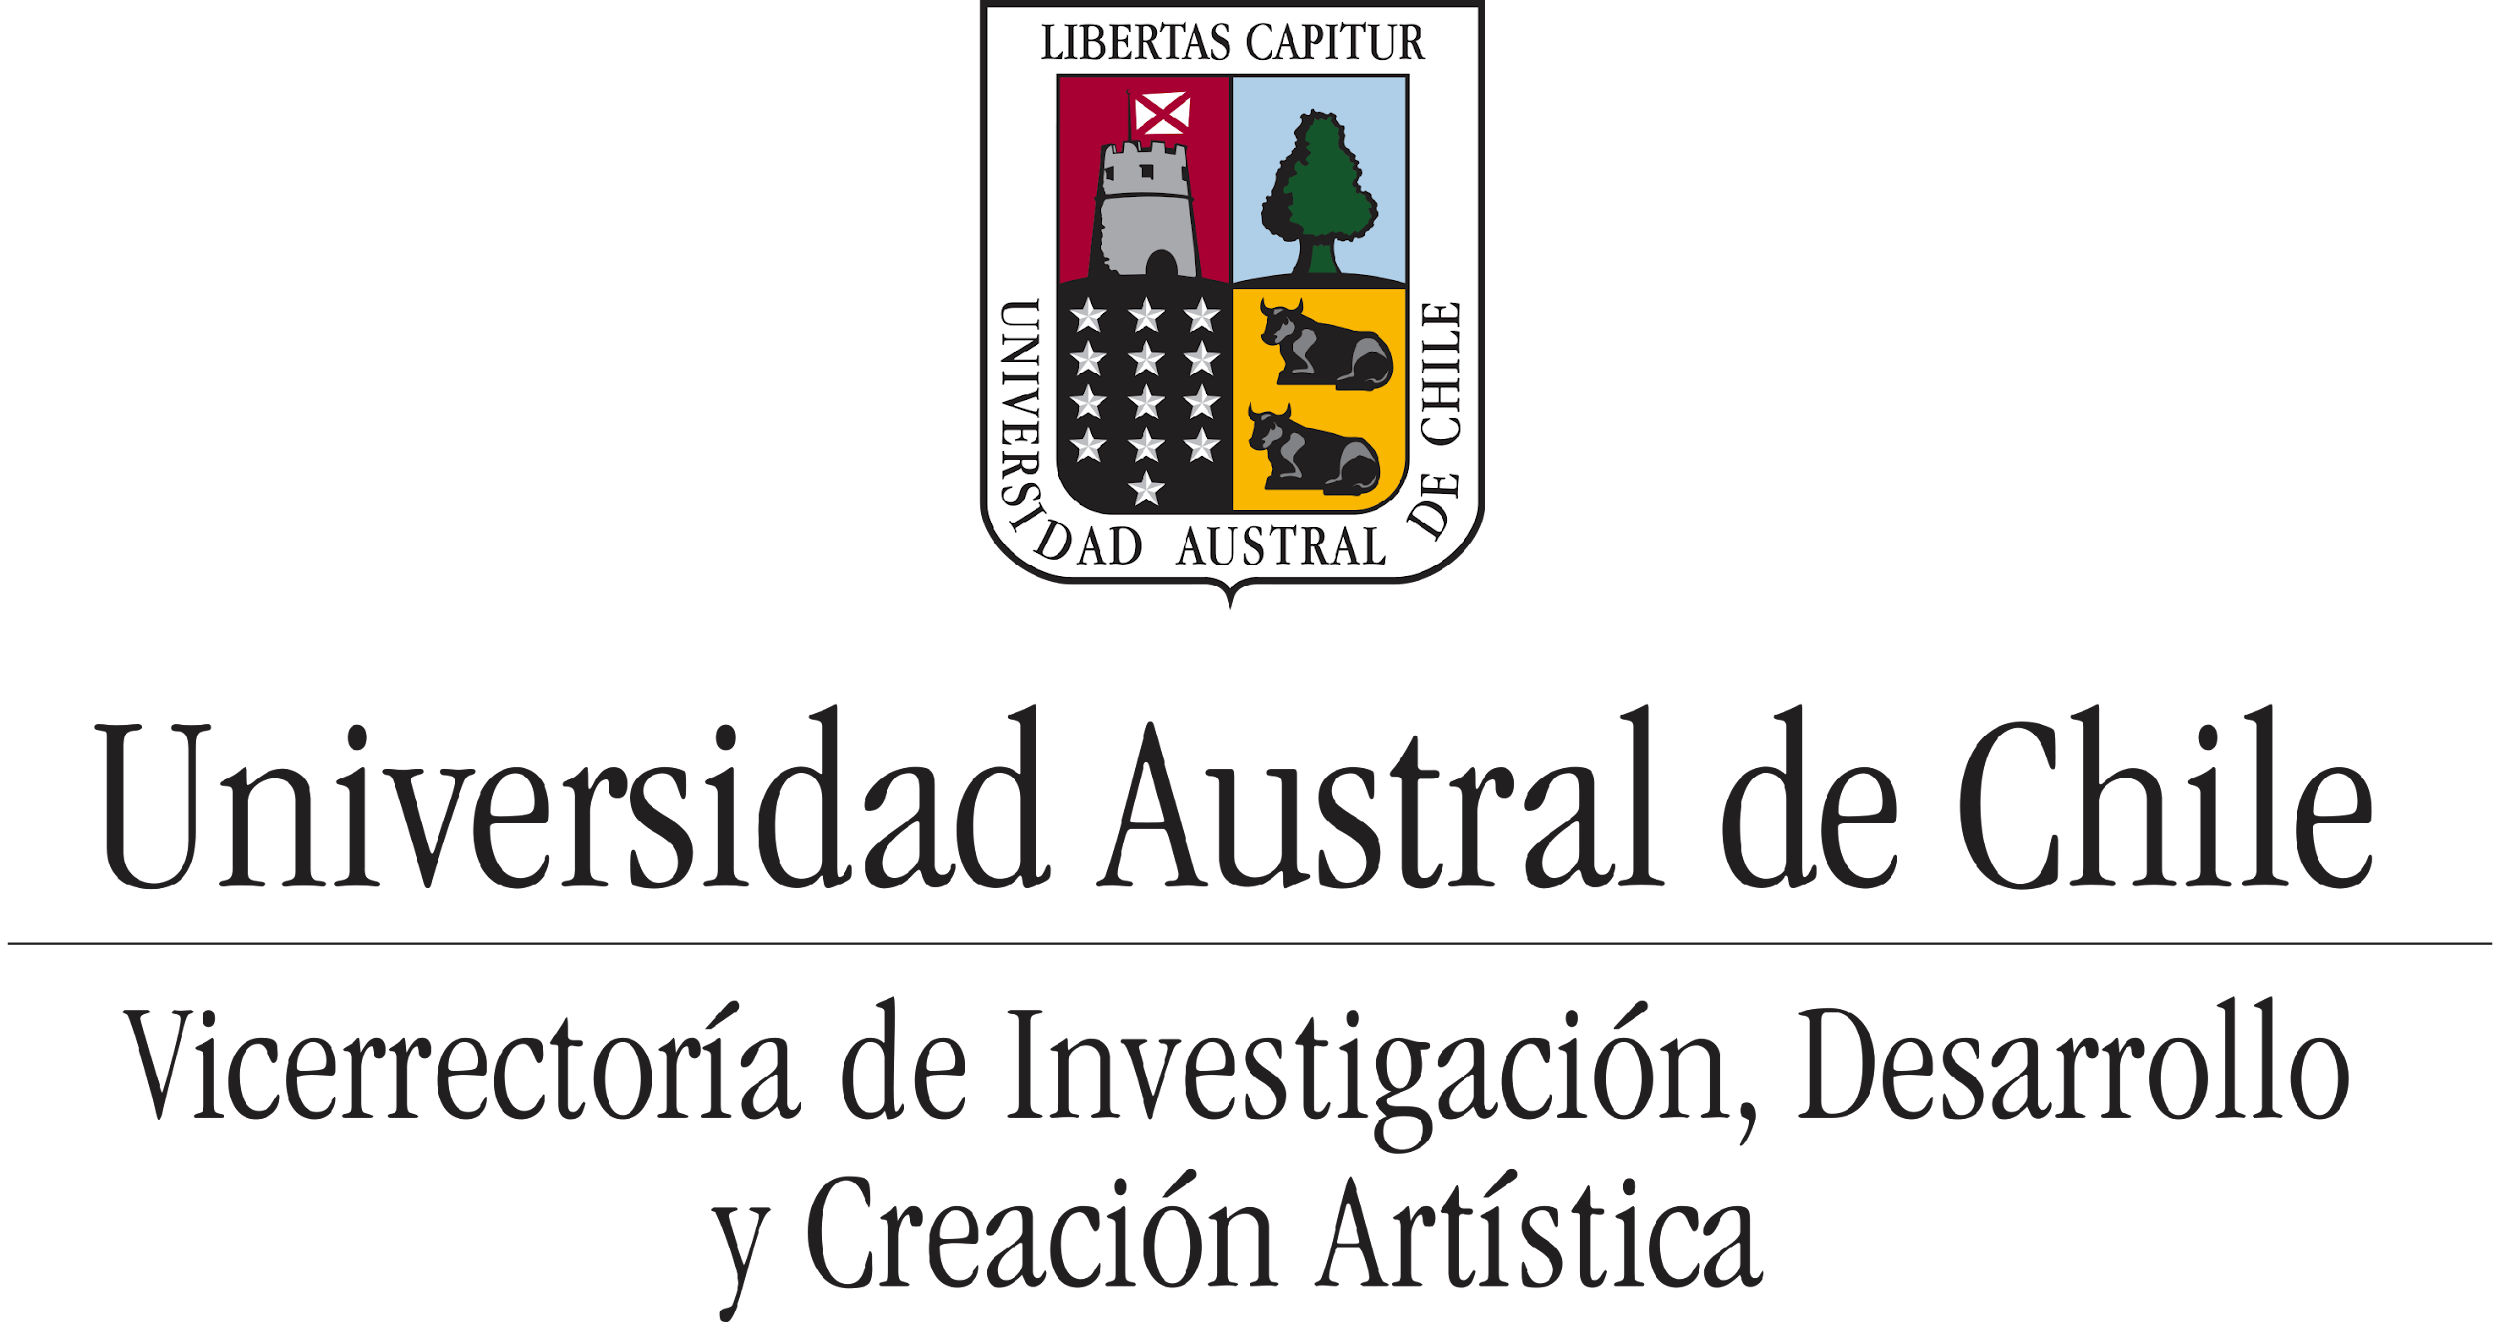 LIBERTAS CAPITUR
UNIVERSIDAD AUSTRAL DE CHILE
Universidad Austral de Chile
Vicerrectoría de Investigación, Desarrollo
y Creación Artística